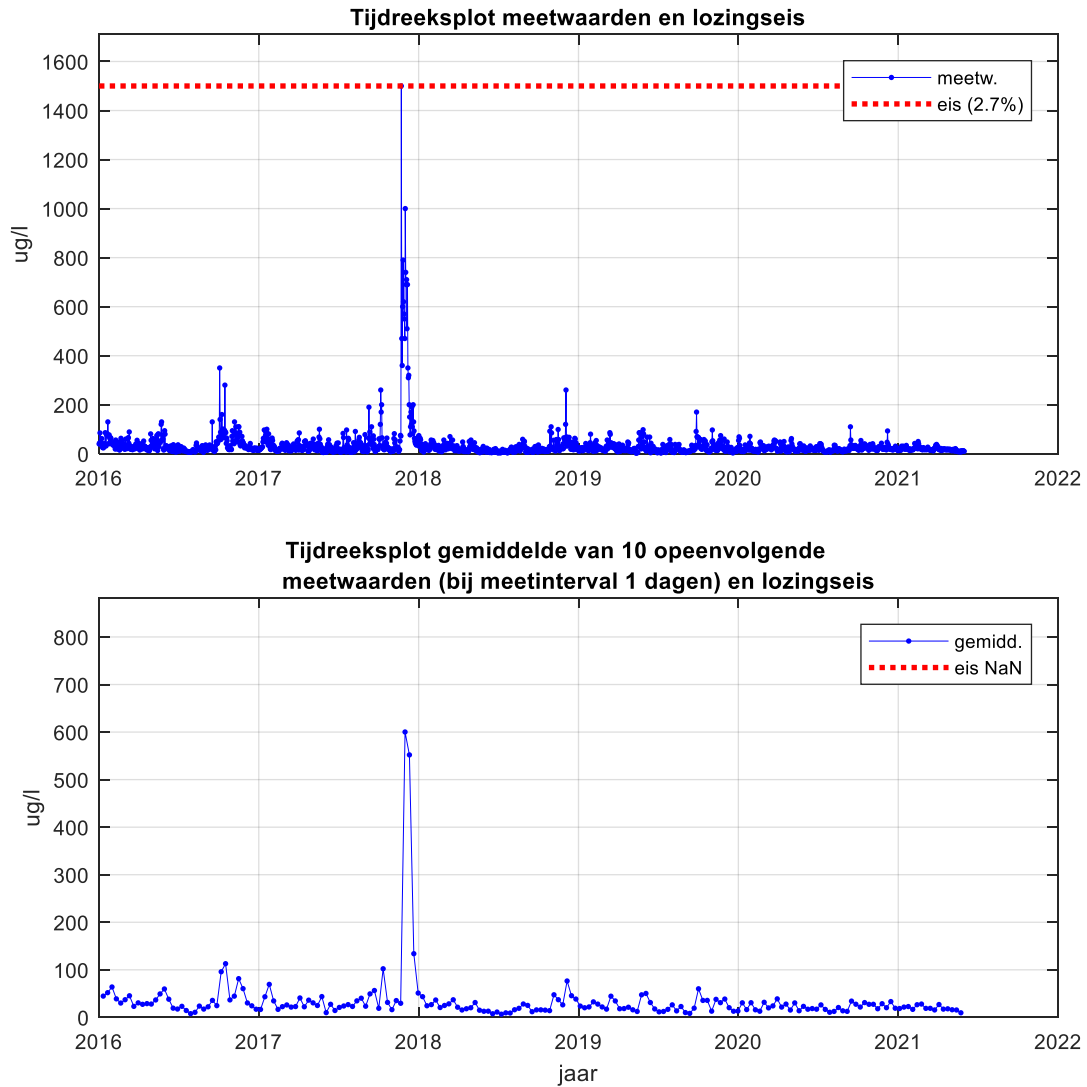 Tijdreeksplot meetwaarden en lozingseis
1600
1400
1200
1000
800
600
400
200
0
ug/l
meetw.
eis (2.7%)
2016 2017 2018 2019 2020 2021 2022
Tijdreeksplot gemiddelde van 10 opeenvolgende
meetwaarden (bij meetinterval 1 dagen) en lozingseis
800
700
600
500
400
300
200
100
0
ug/l
gemidd.
eis NaN
2016 2017 2018 2019 2020 2021 2022
jaar